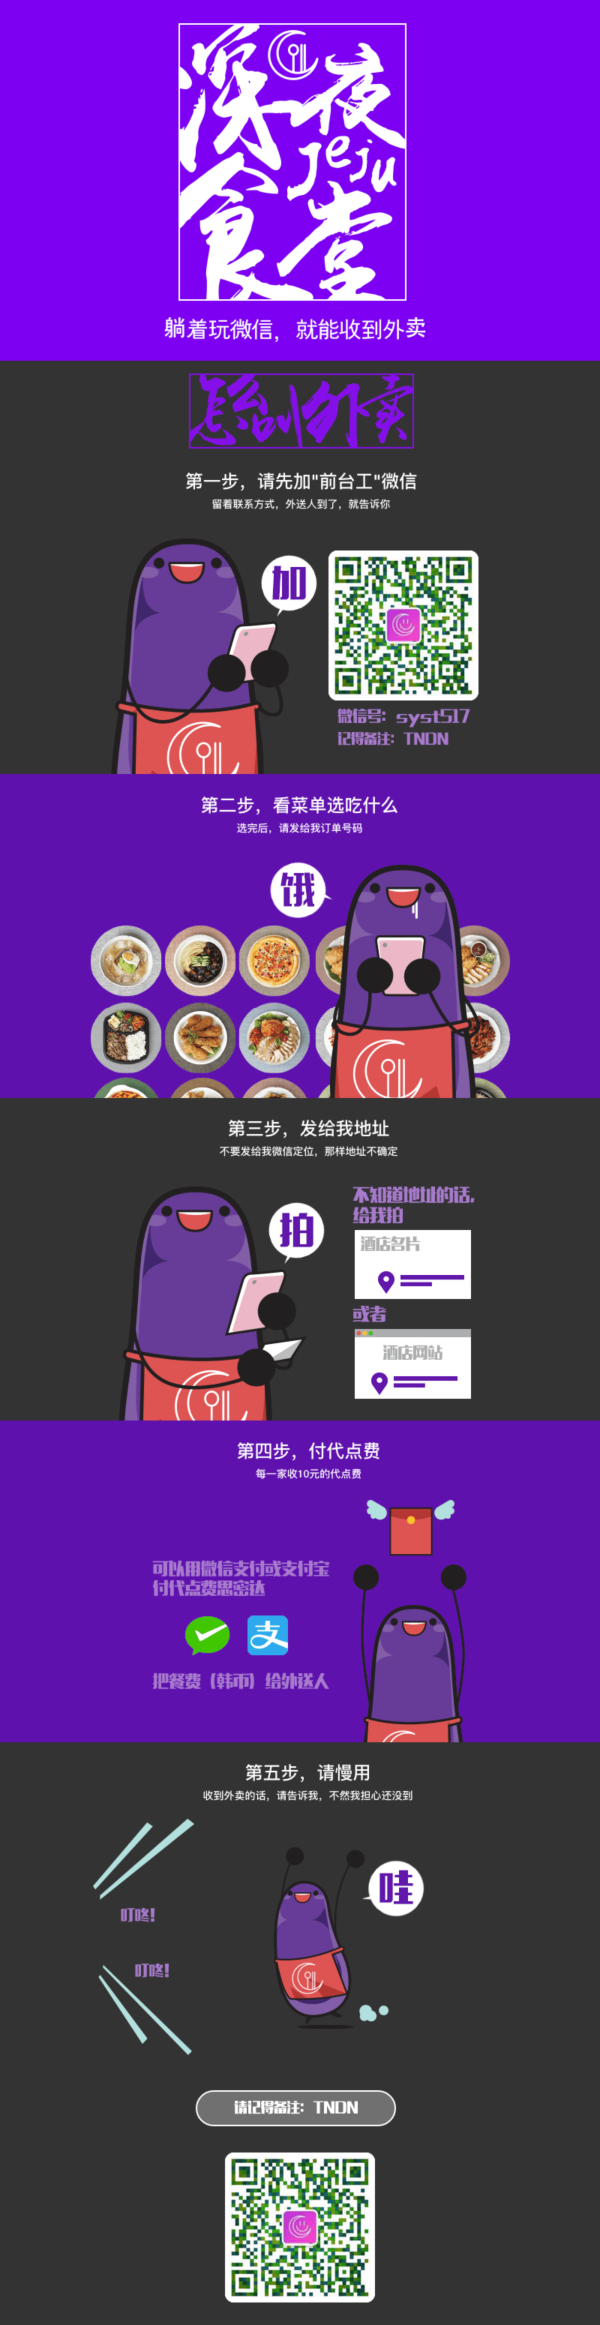 深夜
Jeju
食堂
躺着玩微信，就能收到外卖
怎么叫外卖
第一步，请先加"前台工"微信
留着联系方式，外送人到了，就告诉你
加
微信号：syst517
记得备注：TNDN
第二步，看菜单选吃什么
选完后，请发给我订单号码
饿
第三步，发给我地址
不要发给我微信定位，那样地址不确定
拍
不知道地址的话，
给我拍
酒店名片
或者
酒店网站
第四步，付代点费
每一家收10元的代点费
可以用微信支付或支付宝
付代点费思密达
支
把餐费（韩币）给外送人
第五步，请慢用
收到外卖的话，请告诉我，不然我担心还没到
哇
叮咚！
叮咚！
请记得备注：TNDN